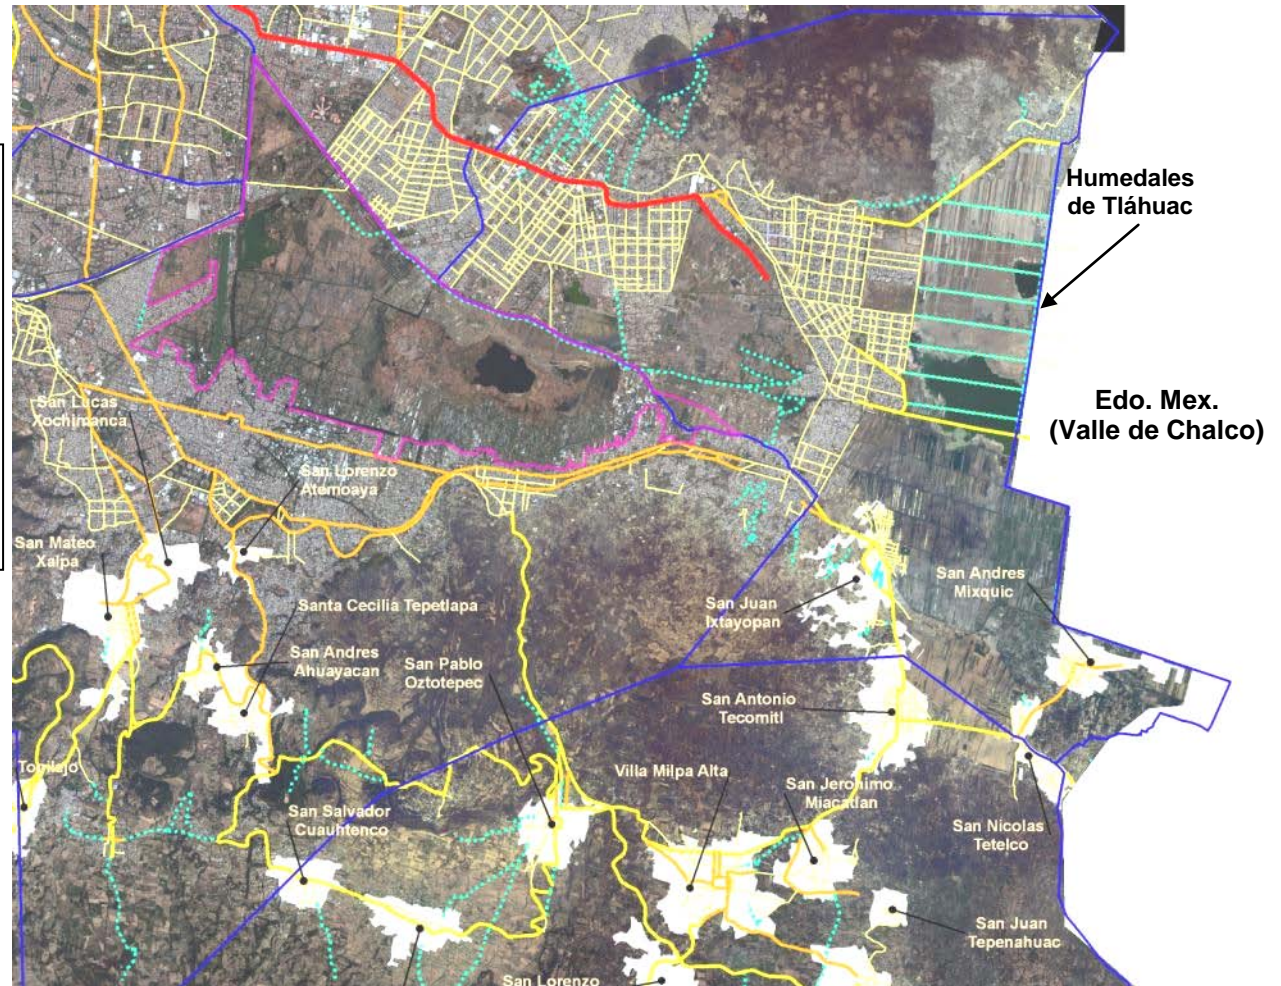 Humedales
de Tláhuac
Edo. Mex.
(Valle de Chalco)
San Lucas
Xochimanca
San Lorenzo
Atemoaya
San Mateo
Xalpa
San Andres
Mixquic
San Juan
Ixtayopan
Santa Cecilia Tepetlapa
San Andres
Ahuayacan
San Pablo
Oztotepec
San Antonio
Tecomitl
Villa Milpa Alta
San Jeronimo
Miacatlan
San Salvador
Cuauhtenco
San Nicolas
Tetelco
San Juan
Tepenahuac
San Lorenzo